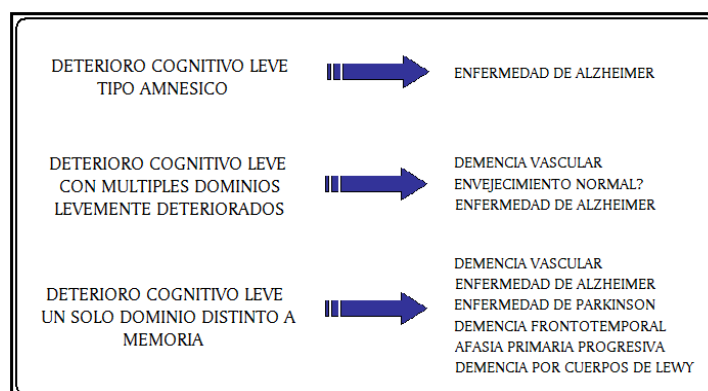 DETERIORO COGNITIVO LEVE
TIPO AMNESICO
ENFERMEDAD DE ALZHEIMER
DETERIORO COGNITIVO LEVE
CON MULTIPLES DOMINIOS
LEVEMENTE DETERIORADOS
DEMENCIA VASCULAR
ENVEJECIMIENTO NORMAL?
ENFERMEDAD DE ALZHEIMER
DETERIORO COGNITIVO LEVE
UN SOLO DOMINIO DISTINTO A
MEMORIA
DEMENCIA VASCULAR
ENFERMEDAD DE ALZHEIMER
ENFERMEDAD DE PARKINSON
DEMENCIA FRONTOTEMPORAL
AFASIA PRIMARIA PROGRESIVA
DEMENCIA POR CUERPOS DE LEWY